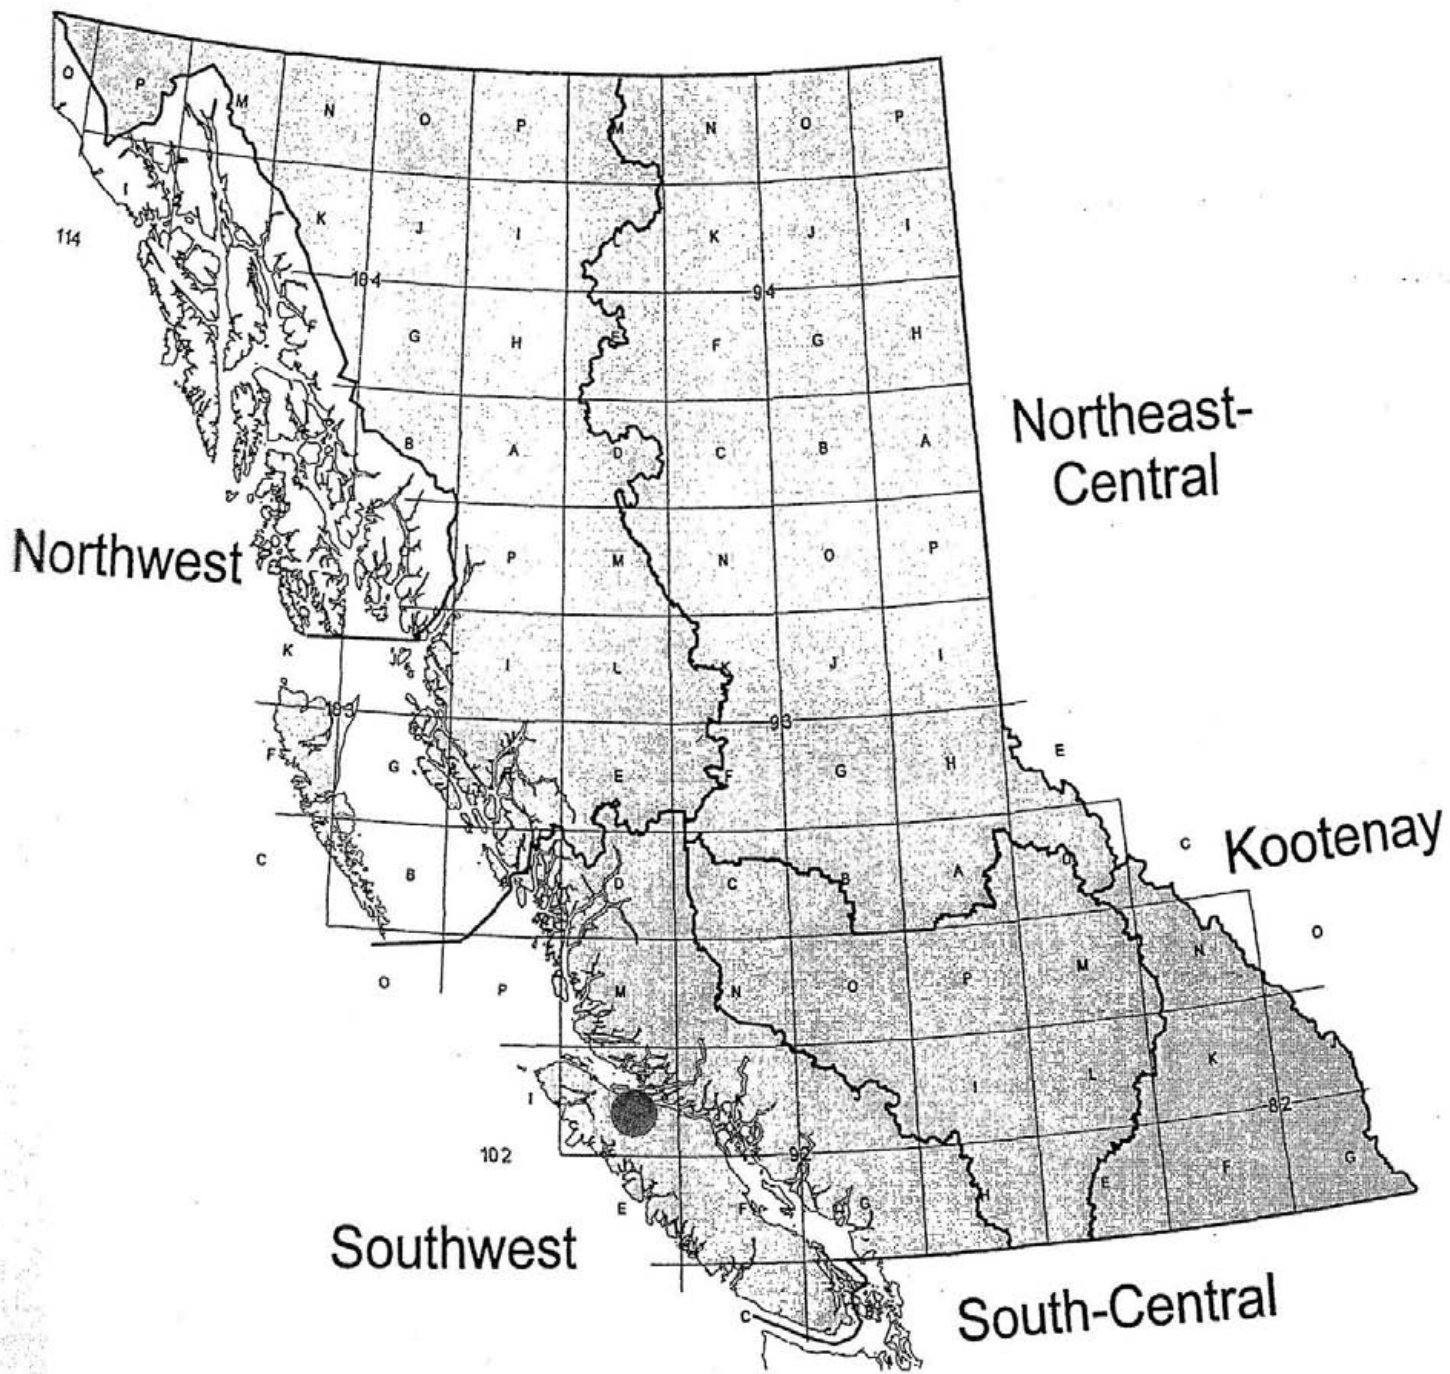 O P M N O P M N O P
I K J I K J I
114
104 94
G H E F G H
B A D C B A
Northeast-
Central
Northwest
P M N O P
K I L K J I
103 93
F G E F G H E
C B D C B A D C
Kootenay
O P M N O P M N O
I K I L K J
82
102 92
E F G H E F G
Southwest
C
South-Central